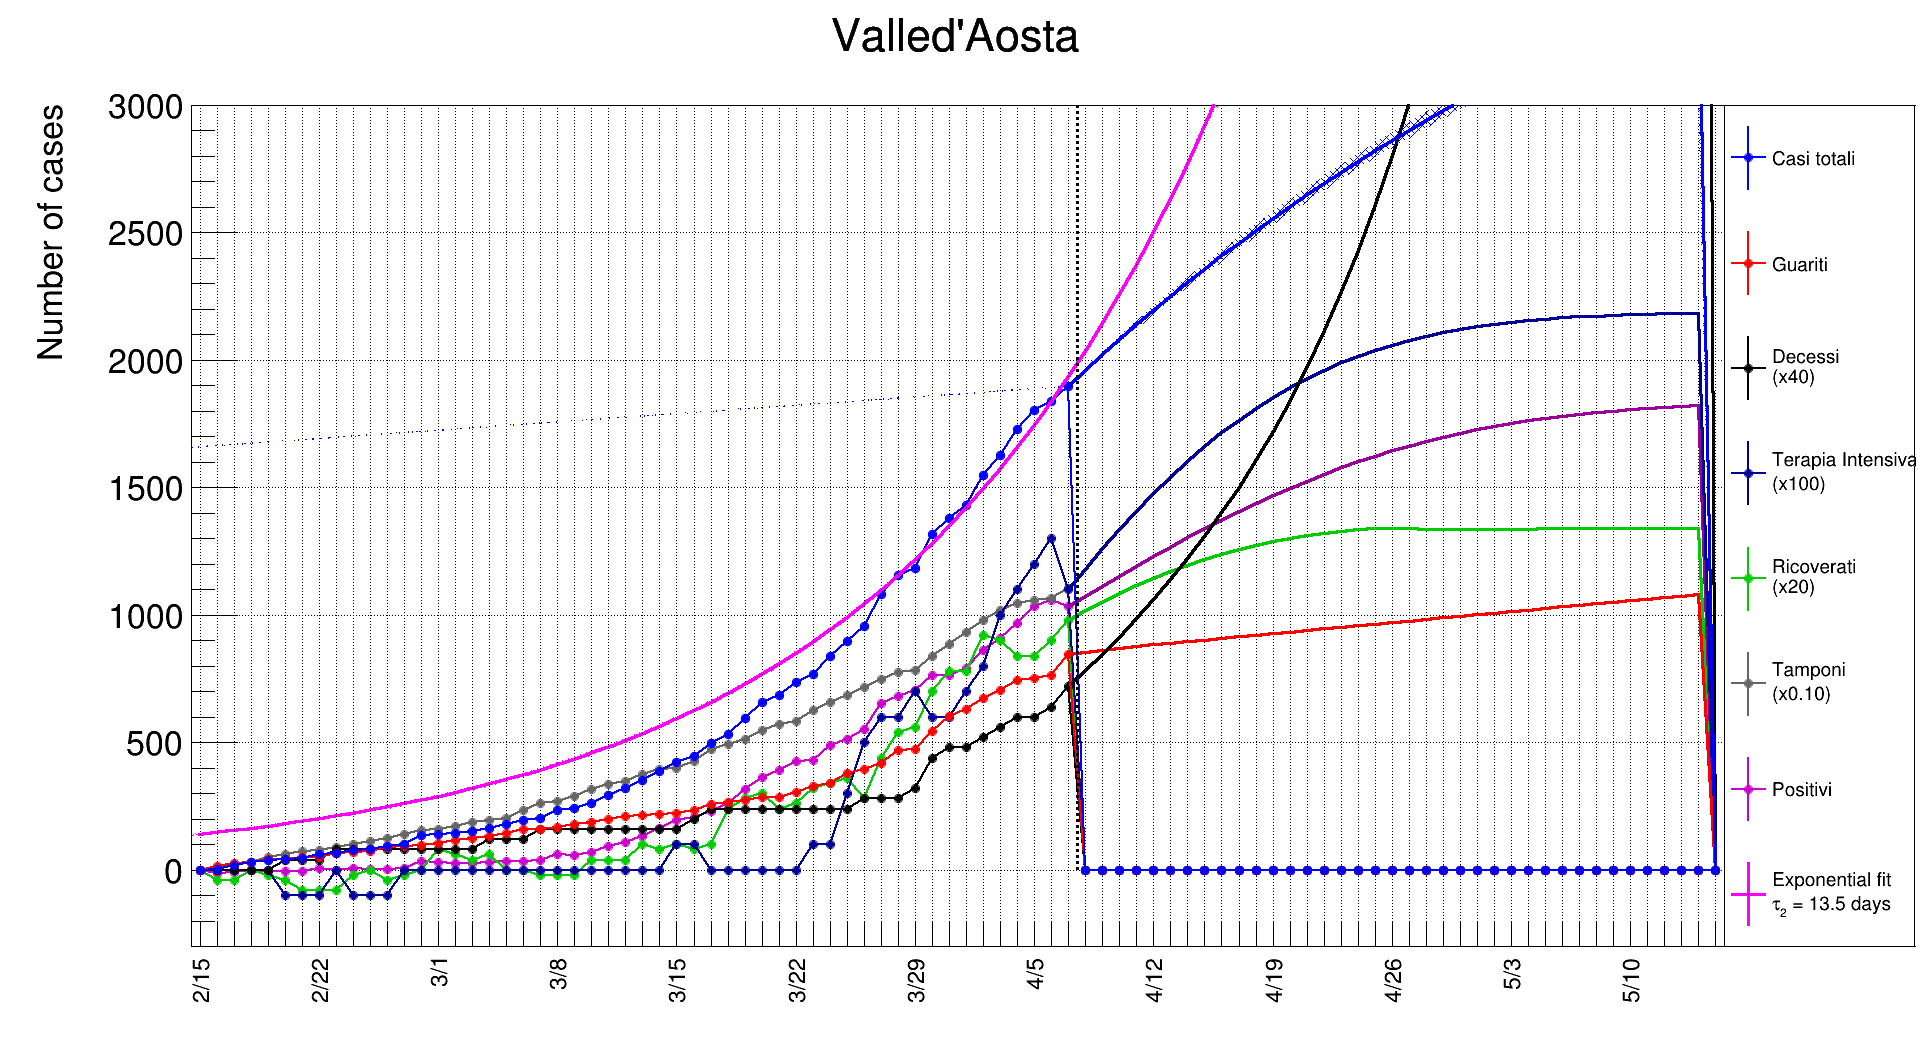 Valled'Aosta
Number of cases
3000
2500
2000
1500
1000
500
0
2/15
2/22
3/1
3/8
3/15
3/22
3/29
4/5
4/12
4/19
4/26
5/3
5/10
Casi totali
Guariti
Decessi
(x40)
Terapia Intensiva
(x100)
Ricoverati
(x20)
Tamponi
(x0.10)
Positivi
Exponential fit
τ2 = 13.5 days